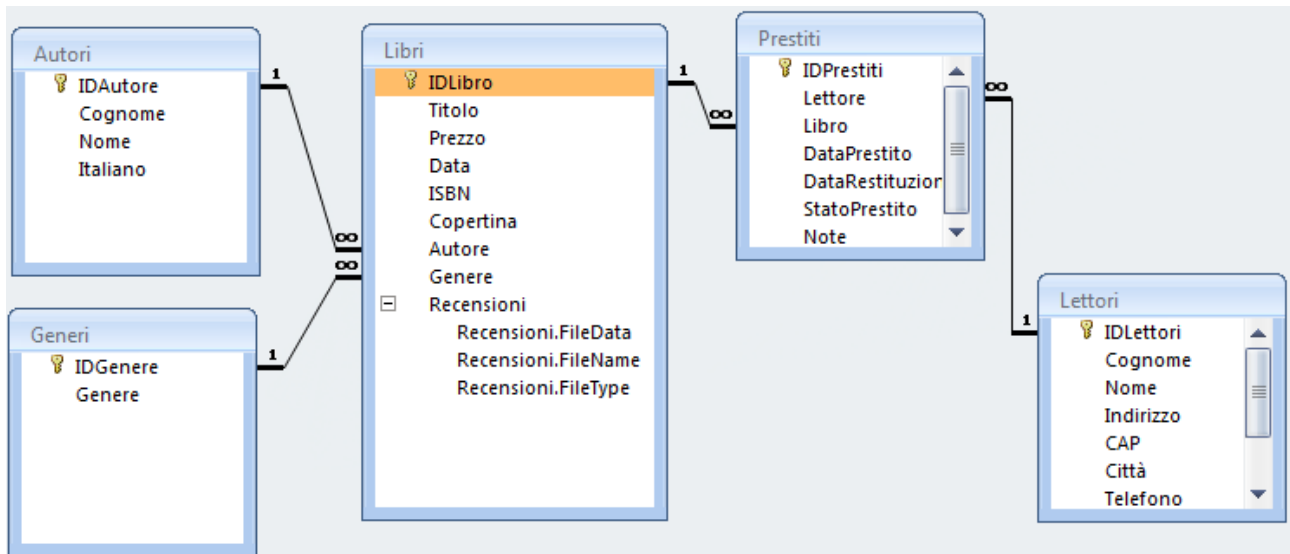 Autori
IDAutore
Cognome
Nome
Italiano
1
∞
Generi
IDGenere
Genere
1
∞
Libri
IDLibro
Titolo
Prezzo
Data
ISBN
Copertina
Autore
Genere
Recensioni
Recensioni.FileData
Recensioni.FileName
Recensioni.FileType
1
∞
Prestiti
IDPrestiti
Lettore
Libro
DataPrestito
DataRestituzion
StatoPrestito
Note
∞
1
Lettori
IDLettori
Cognome
Nome
Indirizzo
CAP
Città
Telefono